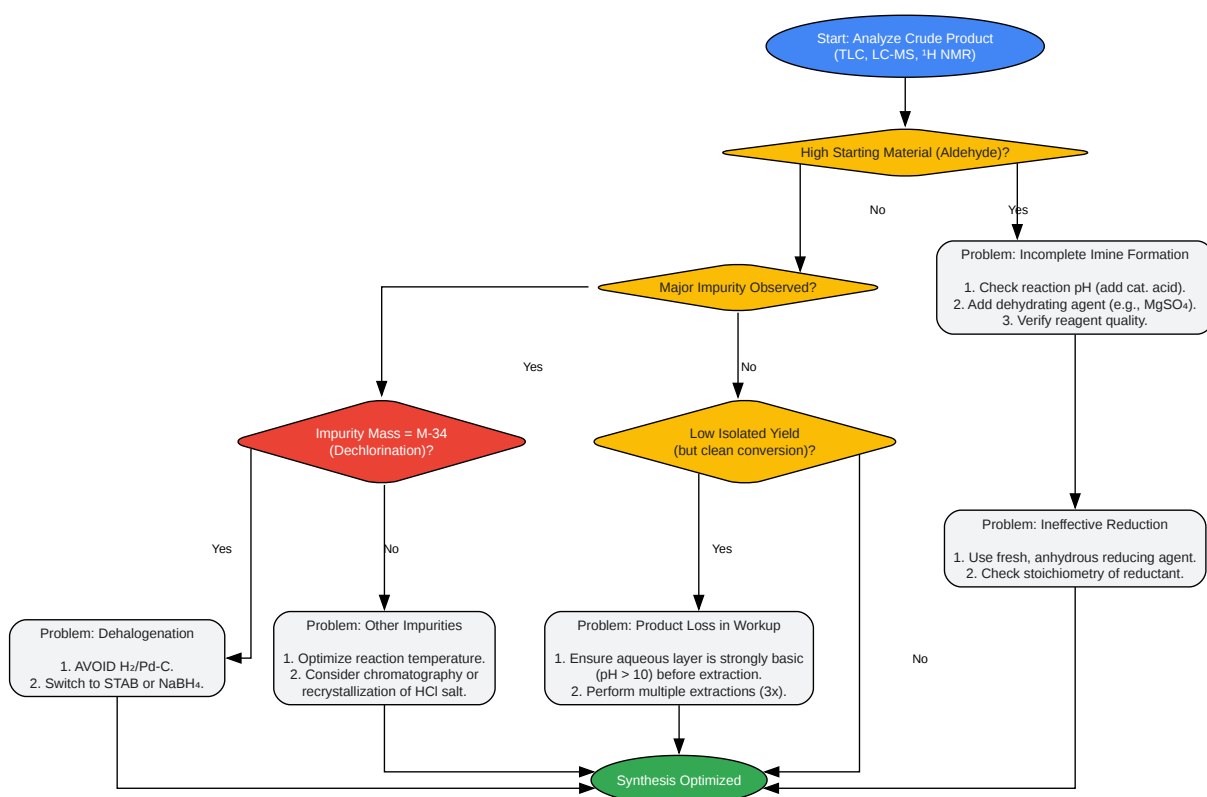 Start: Analyze Crude Product
(TLC, LC-MS, ¹H NMR)
High Starting Material (Aldehyde)?
No
Yes
Problem: Incomplete Imine Formation
1. Check reaction pH (add cat. acid).
2. Add dehydrating agent (e.g., MgSO₄).
3. Verify reagent quality.
Major Impurity Observed?
Yes
No
Impurity Mass = M-34
(Dechlorination)?
Low Isolated Yield
(but clean conversion)?
Problem: Ineffective Reduction
1. Use fresh, anhydrous reducing agent.
2. Check stoichiometry of reductant.
Yes
No
Yes
No
Problem: Dehalogenation
1. AVOID H₂/Pd-C.
2. Switch to STAB or NaBH₄.
Problem: Other Impurities
1. Optimize reaction temperature.
2. Consider chromatography or
recrystallization of HCl salt.
Problem: Product Loss in Workup
1. Ensure aqueous layer is strongly basic
(pH > 10) before extraction.
2. Perform multiple extractions (3x).
Synthesis Optimized